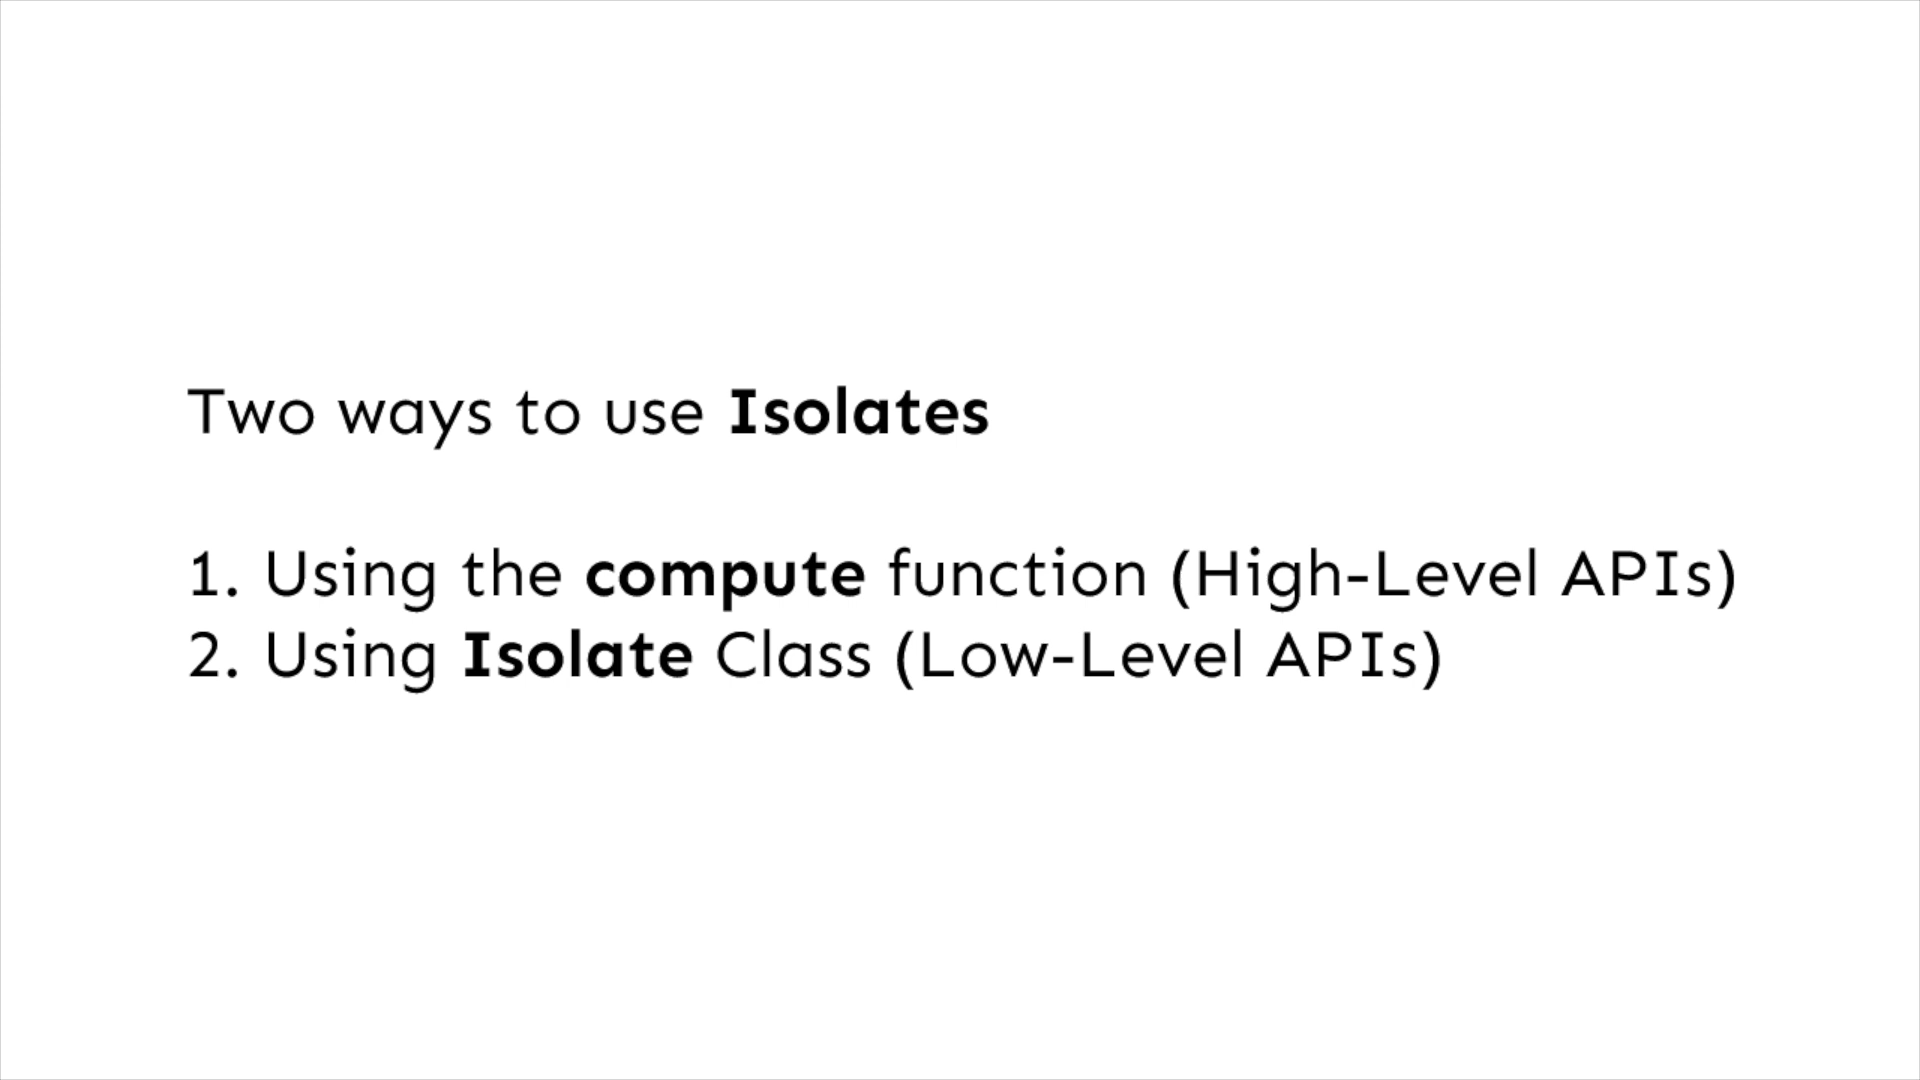 Two ways to use Isolates
1. Using the compute function (High-Level APIs)
2. Using Isolate Class (Low-Level APIs)